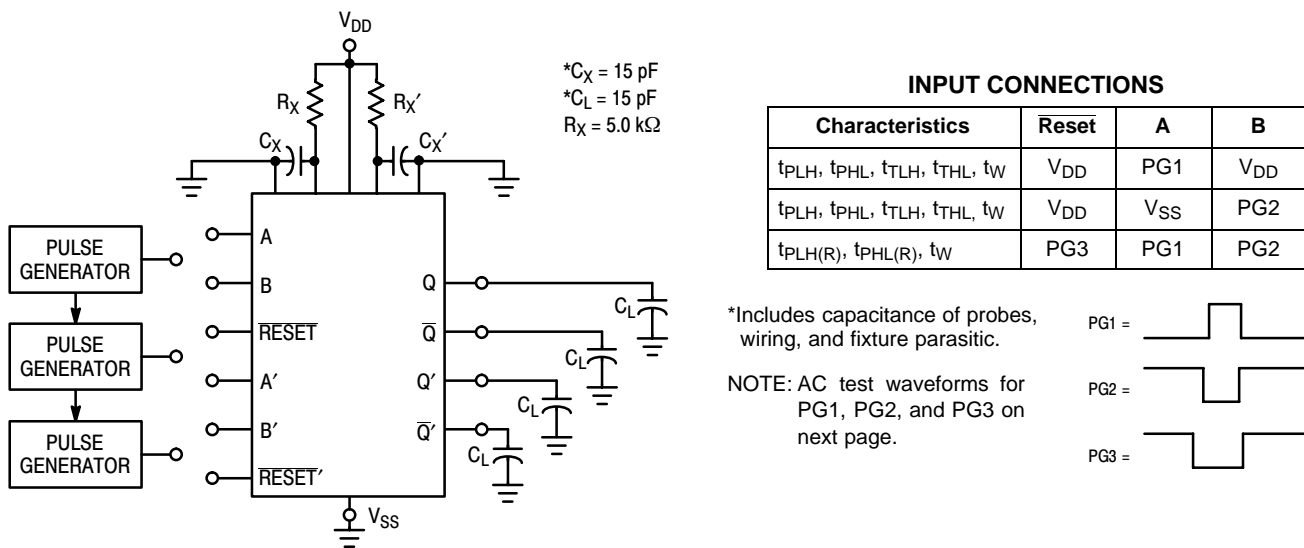 V_DD
*C_X = 15 pF
*C_L = 15 pF
R_X = 5.0 kΩ
R_X
R_X′
C_X
C_X′
PULSE
GENERATOR
PULSE
GENERATOR
PULSE
GENERATOR
A
B
R̅E̅S̅E̅T̅
A′
B′
R̅E̅S̅E̅T̅′
Q
Q̅
Q′
Q̅′
C_L
C_L
C_L
C_L
V_SS
INPUT CONNECTIONS
Characteristics R̅e̅s̅e̅t̅ A B
t_PLH, t_PHL, t_TLH, t_THL, t_W V_DD PG1 V_DD
t_PLH, t_PHL, t_TLH, t_THL, t_W V_DD V_SS PG2
t_PLH(R), t_PHL(R), t_W PG3 PG1 PG2
*Includes capacitance of probes,
wiring, and fixture parasitic.
NOTE: AC test waveforms for
PG1, PG2, and PG3 on
next page.
PG1 =
PG2 =
PG3 =